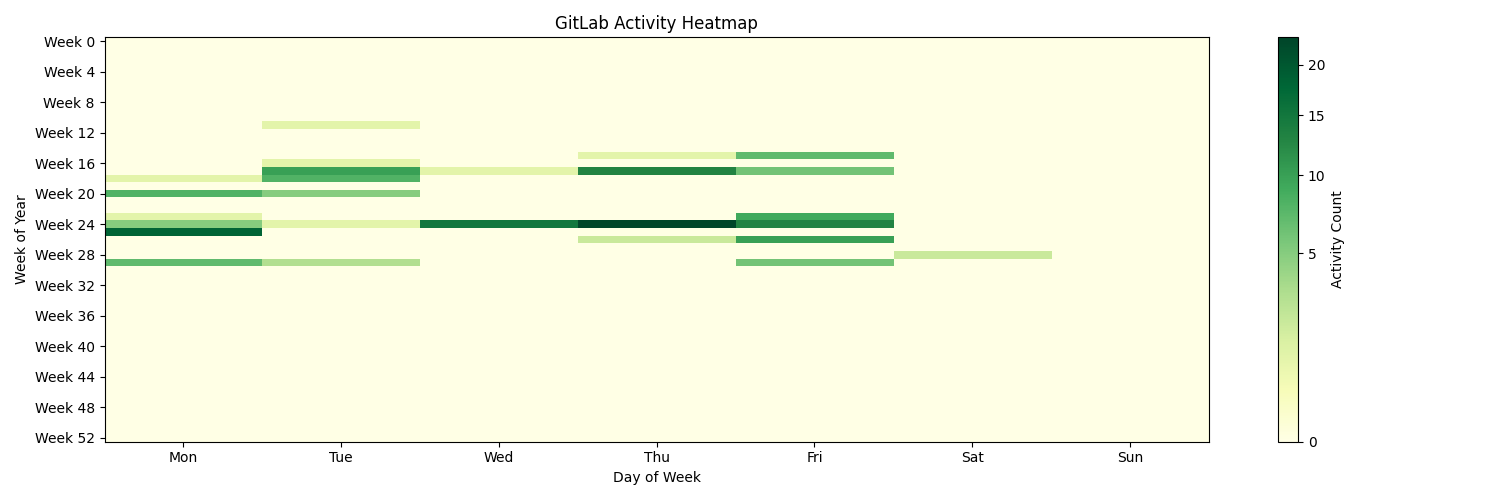 GitLab Activity Heatmap
Week of Year
Week 0
Week 4
Week 8
Week 12
Week 16
Week 20
Week 24
Week 28
Week 32
Week 36
Week 40
Week 44
Week 48
Week 52
Mon Tue Wed Thu Fri Sat Sun
Day of Week
20
15
10
5
0
Activity Count